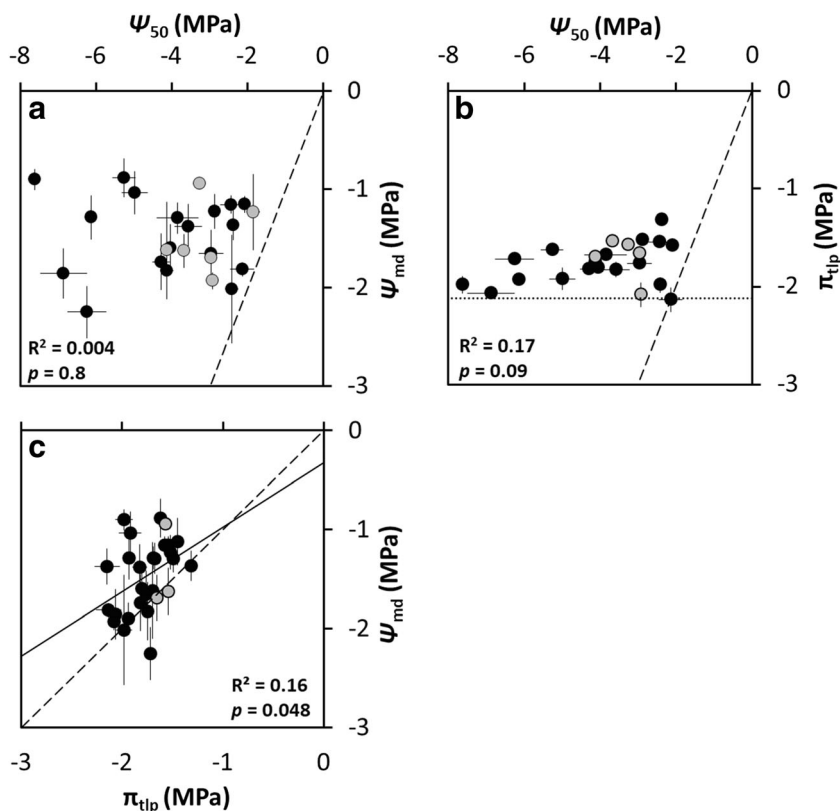 Ψ50 (MPa)
-8 -6 -4 -2 0
a
0
-1
-2
-3
Ψmd (MPa)
R² = 0.004
p = 0.8
Ψ50 (MPa)
-8 -6 -4 -2 0
b
0
-1
-2
-3
πtlp (MPa)
R² = 0.17
p = 0.09
c
0
-1
-2
-3
Ψmd (MPa)
R² = 0.16
p = 0.048
-3 -2 -1 0
πtlp (MPa)